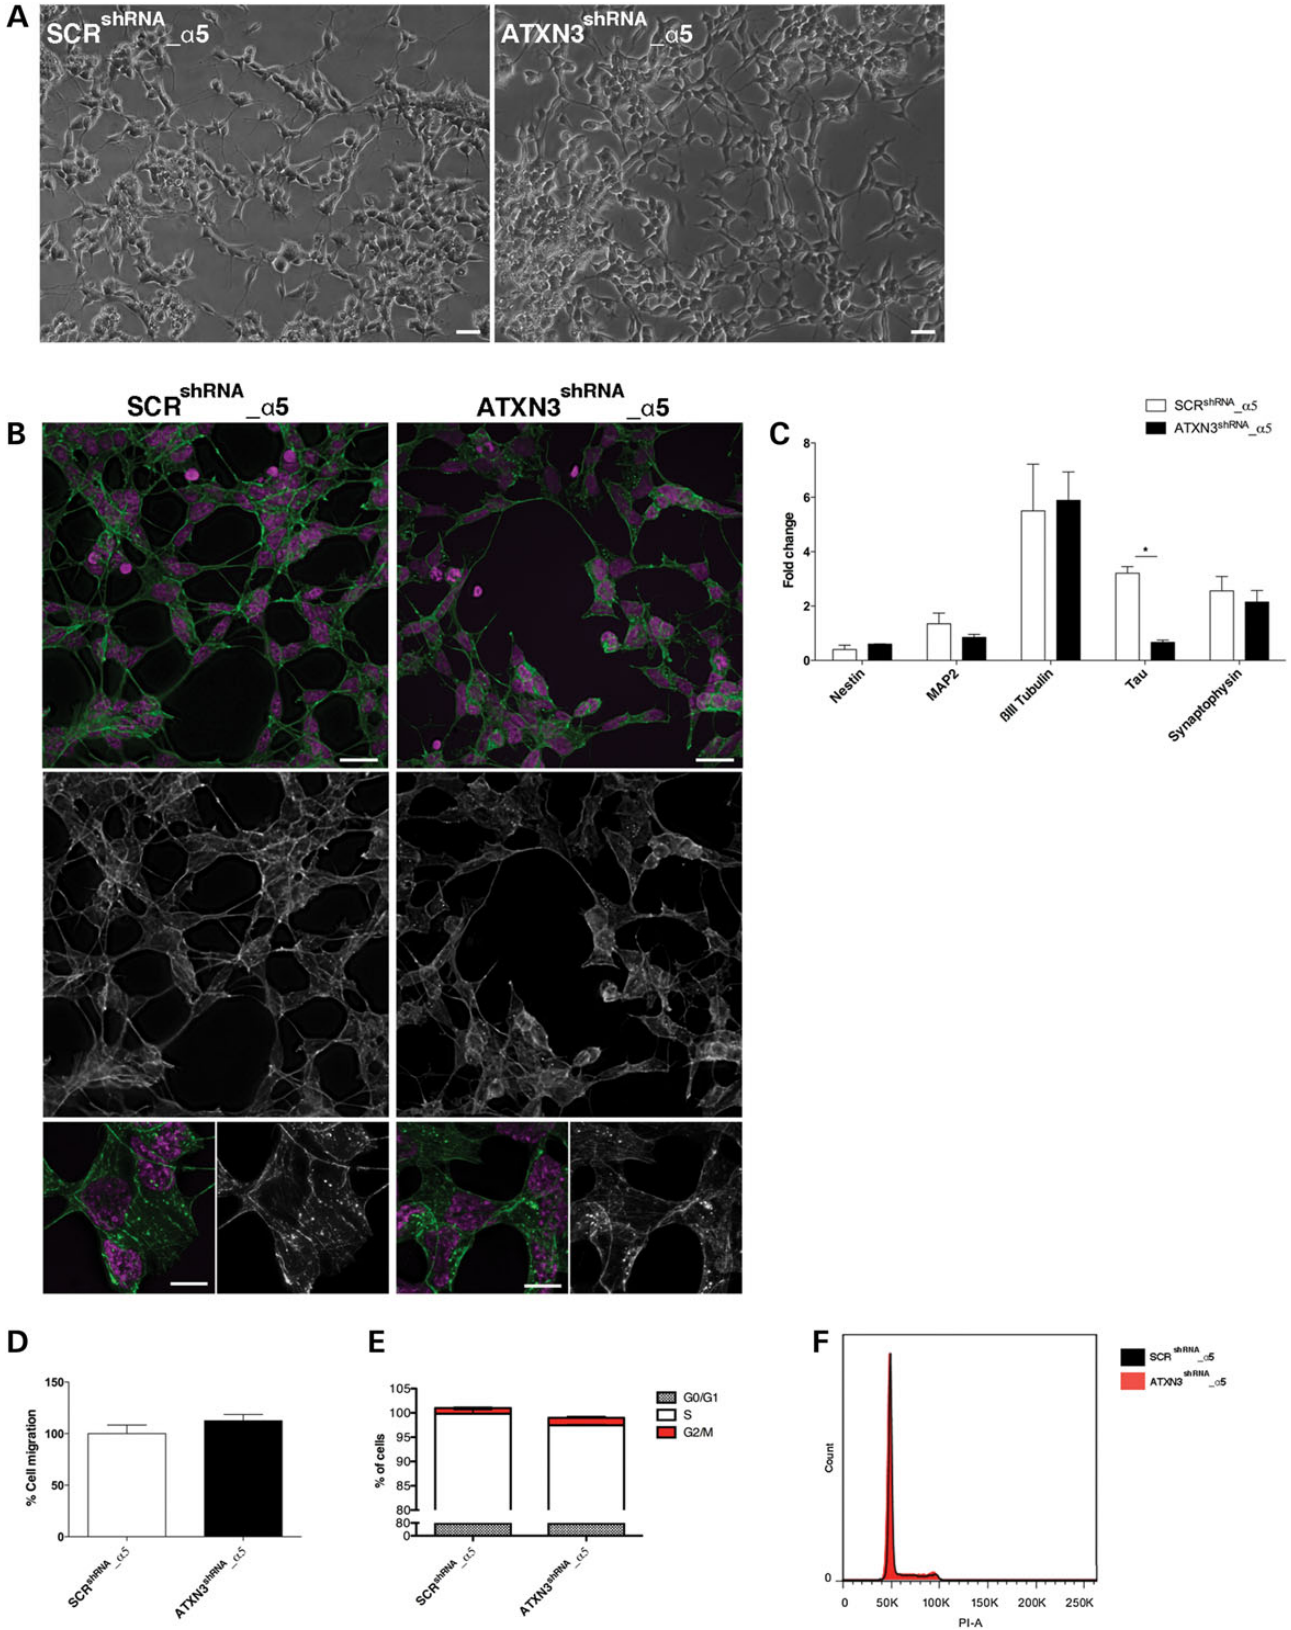 A
SCRshRNA_α5
ATXN3shRNA_α5
B
SCRshRNA_α5
ATXN3shRNA_α5
C
SCRshRNA_α5
ATXN3shRNA_α5
Fold change
8
6
4
2
0
*
Nestin
MAP2
βIII Tubulin
Tau
Synaptophysin
D
% Cell migration
150
100
50
0
SCRshRNA_α5
ATXN3shRNA_α5
E
% of cells
105
100
95
90
85
80
80
0
G0/G1
S
G2/M
SCRshRNA_α5
ATXN3shRNA_α5
F
Count
0
0 50K 100K 150K 200K 250K
PI-A
SCRshRNA_α5
ATXN3shRNA_α5